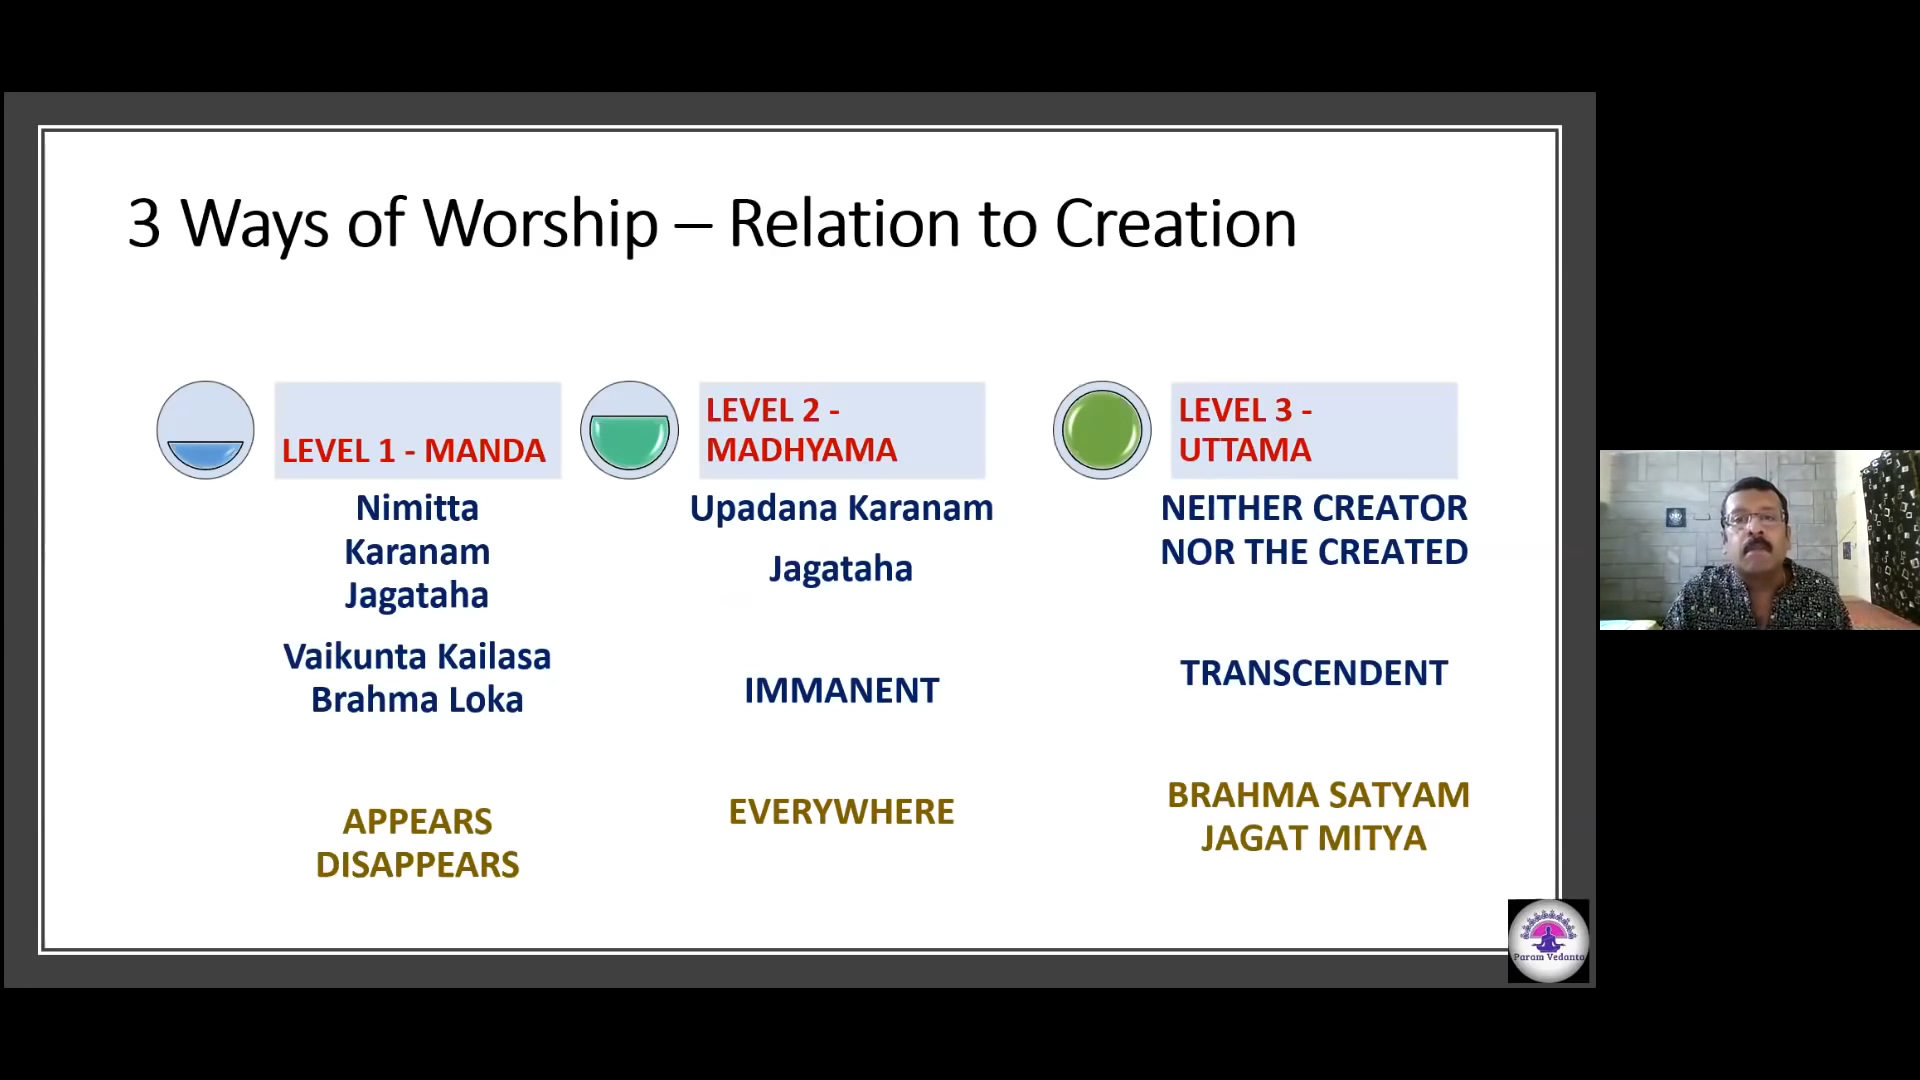 3 Ways of Worship – Relation to Creation
LEVEL 1 - MANDA
Nimitta
Karanam
Jagataha
Vaikunta Kailasa
Brahma Loka
APPEARS
DISAPPEARS
LEVEL 2 -
MADHYAMA
Upadana Karanam
Jagataha
IMMANENT
EVERYWHERE
LEVEL 3 -
UTTAMA
NEITHER CREATOR
NOR THE CREATED
TRANSCENDENT
BRAHMA SATYAM
JAGAT MITYA
Param Vedanta